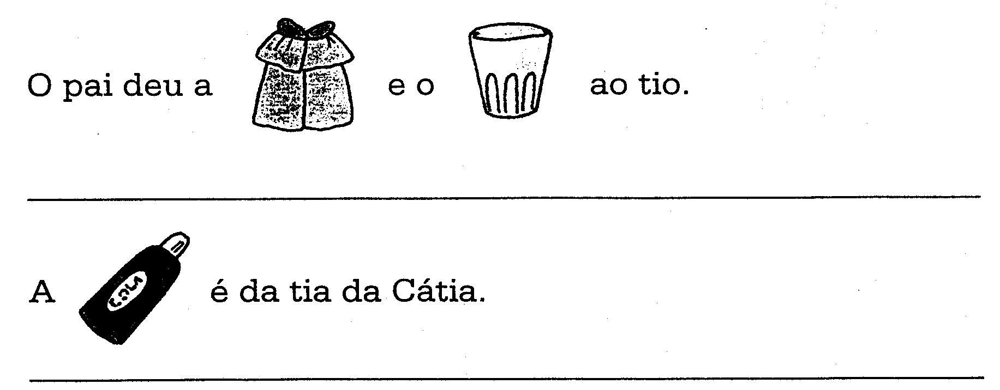 O pai deu a e o ao tio.
COLA
A é da tia da Cátia.